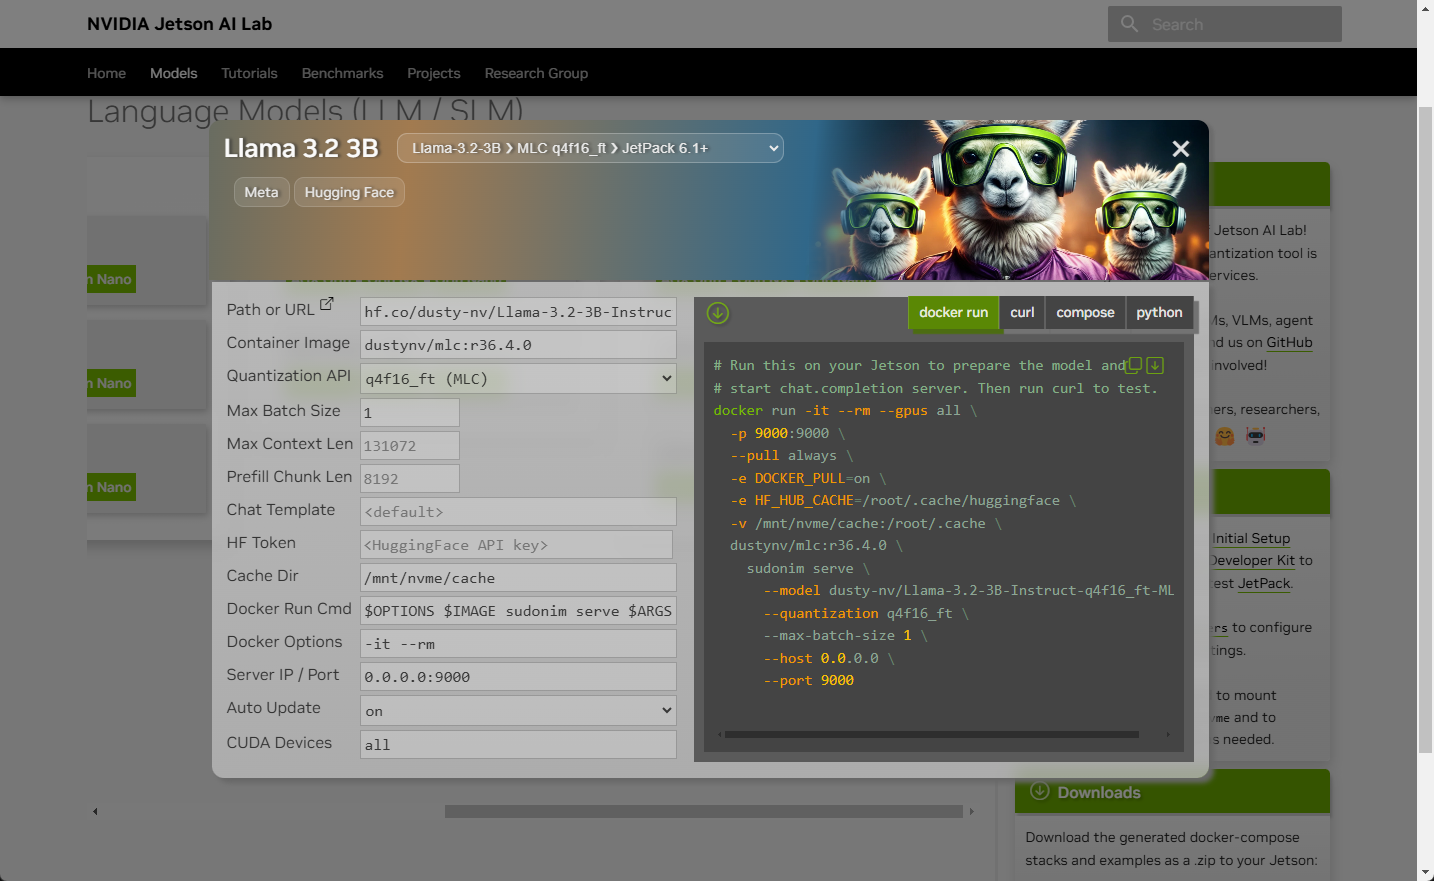 NVIDIA Jetson AI Lab
Search
Home Models Tutorials Benchmarks Projects Research Group
Language Models (LLM / SLM)
Llama 3.2 3B
Llama-3.2-3B ❯ MLC q4f16_ft ❯ JetPack 6.1+
Meta
Hugging Face
Path or URL
hf.co/dusty-nv/Llama-3.2-3B-Instruc
Container Image
dustynv/mlc:r36.4.0
Quantization API
q4f16_ft (MLC)
Max Batch Size
1
Max Context Len
131072
Prefill Chunk Len
8192
Chat Template
<default>
HF Token
<HuggingFace API key>
Cache Dir
/mnt/nvme/cache
Docker Run Cmd
$OPTIONS $IMAGE sudonim serve $ARGS
Docker Options
-it --rm
Server IP / Port
0.0.0.0:9000
Auto Update
on
CUDA Devices
all
docker run curl compose python
# Run this on your Jetson to prepare the model and
# start chat.completion server. Then run curl to test.
docker run -it --rm --gpus all \
-p 9000:9000 \
--pull always \
-e DOCKER_PULL=on \
-e HF_HUB_CACHE=/root/.cache/huggingface \
-v /mnt/nvme/cache:/root/.cache \
dustynv/mlc:r36.4.0 \
sudonim serve \
--model dusty-nv/Llama-3.2-3B-Instruct-q4f16_ft-ML
--quantization q4f16_ft \
--max-batch-size 1 \
--host 0.0.0.0 \
--port 9000
Nano
Nano
Nano
Jetson AI Lab!
antization tool is
ervices.
Ms, VLMs, agent
nd us on GitHub
involved!
ers, researchers,
Initial Setup
Developer Kit to
test JetPack.
rs to configure
tings.
to mount
me and to
s needed.
Downloads
Download the generated docker-compose
stacks and examples as a .zip to your Jetson: